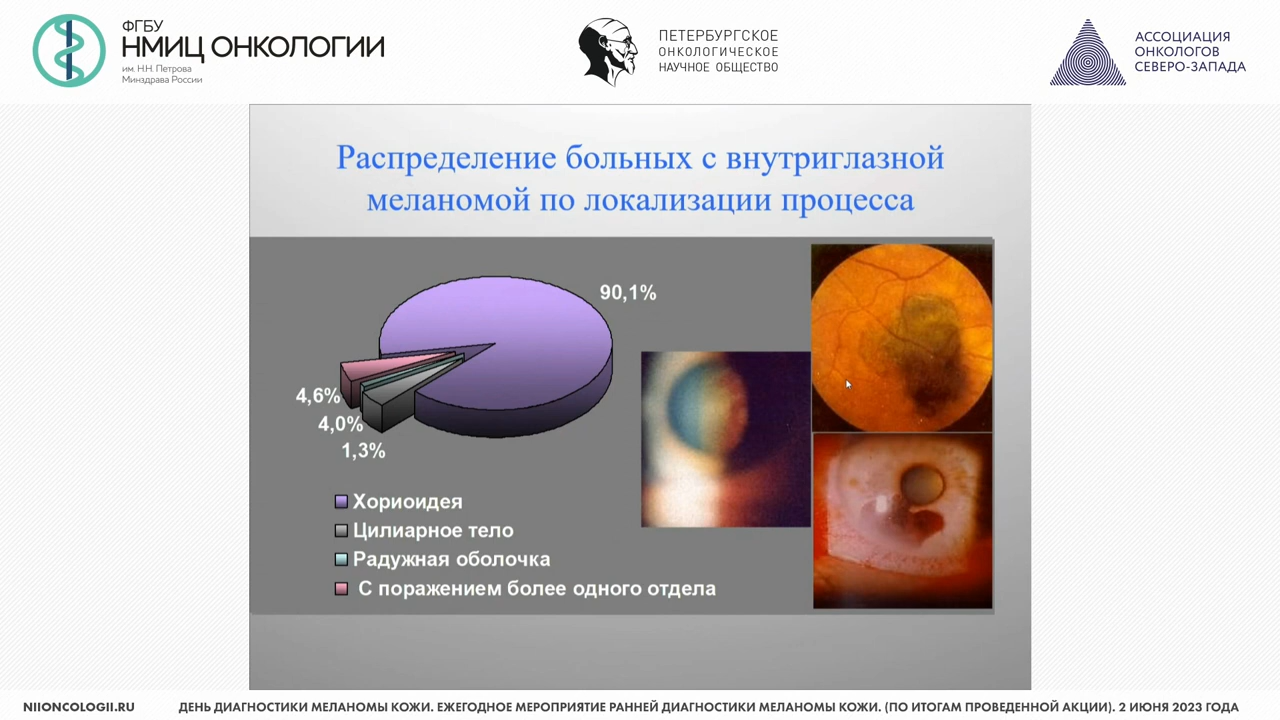 ФГБУ
НМИЦ ОНКОЛОГИИ
им. Н.Н. Петрова
Минздрава России
ПЕТЕРБУРГСКОЕ
ОНКОЛОГИЧЕСКОЕ
НАУЧНОЕ ОБЩЕСТВО
АССОЦИАЦИЯ
ОНКОЛОГОВ
СЕВЕРО-ЗАПАДА
Распределение больных с внутриглазной
меланомой по локализации процесса
90,1%
4,6%
4,0%
1,3%
Хориоидея
Цилиарное тело
Радужная оболочка
С поражением более одного отдела
NIIONCOLOGII.RU
ДЕНЬ ДИАГНОСТИКИ МЕЛАНОМЫ КОЖИ. ЕЖЕГОДНОЕ МЕРОПРИЯТИЕ РАННЕЙ ДИАГНОСТИКИ МЕЛАНОМЫ КОЖИ. (ПО ИТОГАМ ПРОВЕДЕННОЙ АКЦИИ). 2 ИЮНЯ 2023 ГОДА